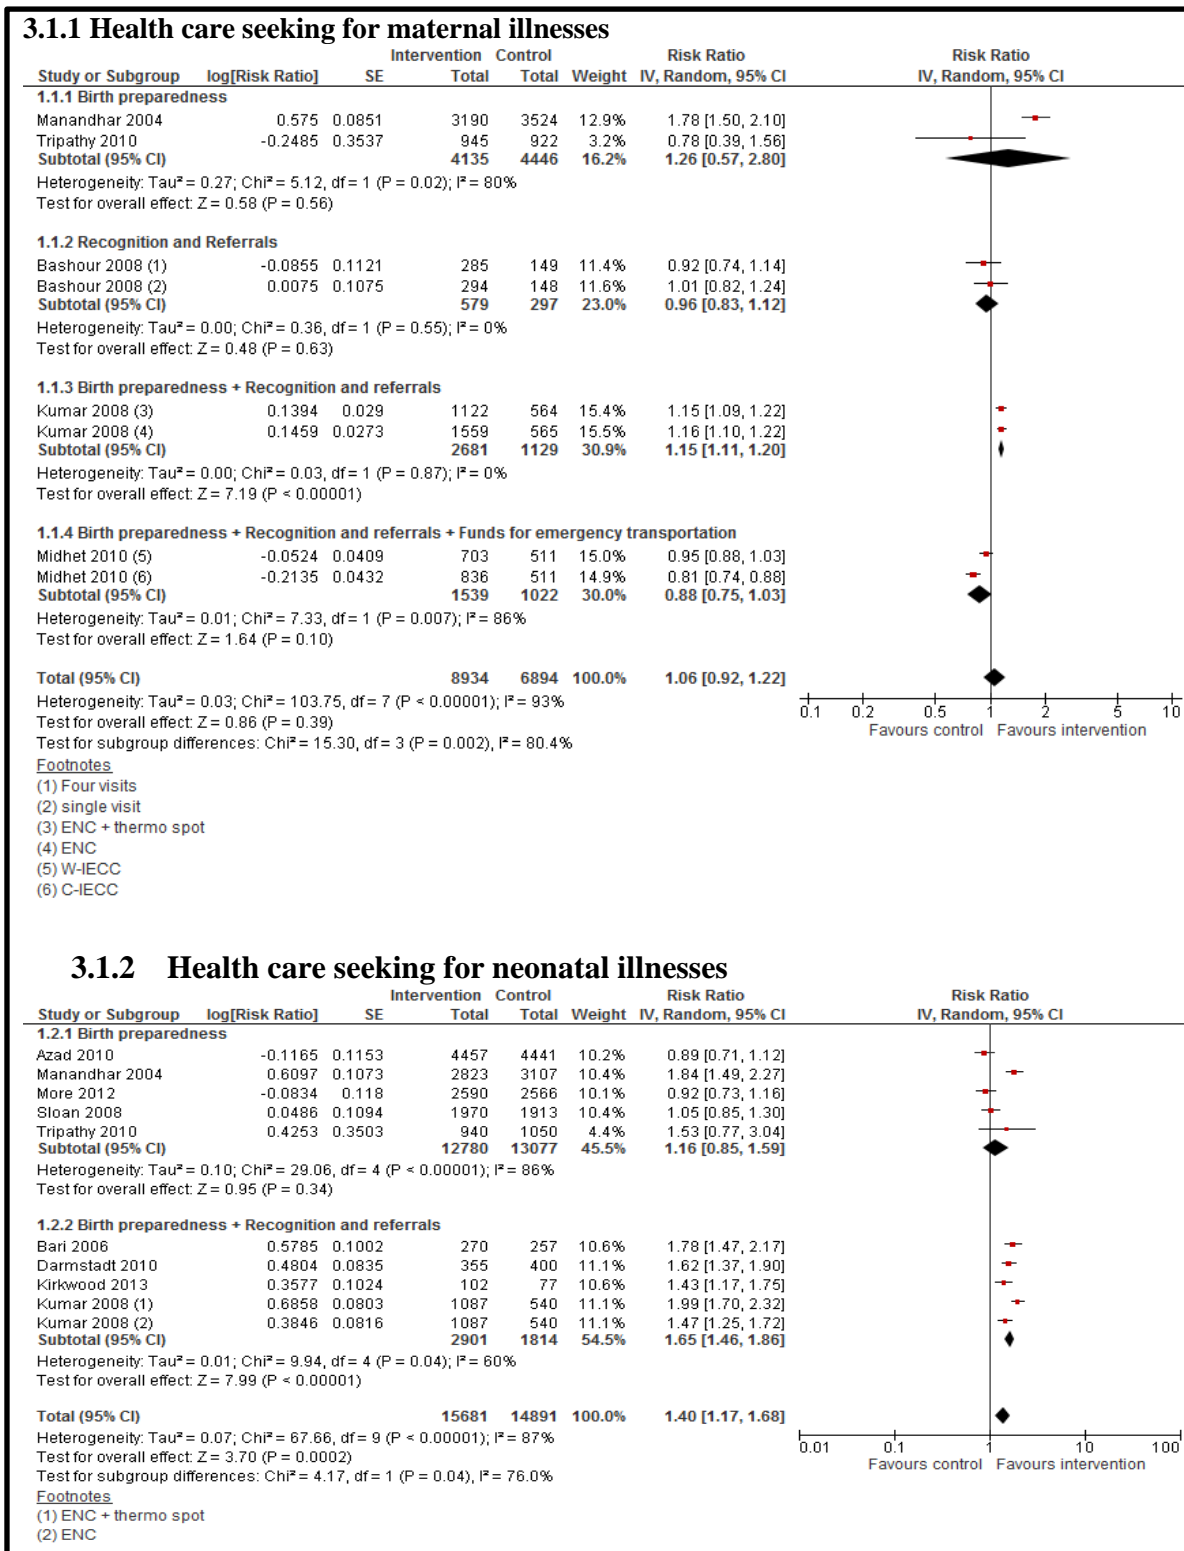 3.1.1 Health care seeking for maternal illnesses
Intervention Control Risk Ratio Risk Ratio
Study or Subgroup log[Risk Ratio] SE Total Total Weight IV, Random, 95% CI IV, Random, 95% CI
1.1.1 Birth preparedness
Manandhar 2004 0.575 0.0851 3190 3524 12.9% 1.78 [1.50, 2.10]
Tripathy 2010 -0.2485 0.3537 945 922 3.2% 0.78 [0.39, 1.56]
Subtotal (95% CI) 4135 4446 16.2% 1.26 [0.57, 2.80]
Heterogeneity: Tau² = 0.27; Chi² = 5.12, df = 1 (P = 0.02); I² = 80%
Test for overall effect: Z = 0.58 (P = 0.56)
1.1.2 Recognition and Referrals
Bashour 2008 (1) -0.0855 0.1121 285 149 11.4% 0.92 [0.74, 1.14]
Bashour 2008 (2) 0.0075 0.1075 294 148 11.6% 1.01 [0.82, 1.24]
Subtotal (95% CI) 579 297 23.0% 0.96 [0.83, 1.12]
Heterogeneity: Tau² = 0.00; Chi² = 0.36, df = 1 (P = 0.55); I² = 0%
Test for overall effect: Z = 0.48 (P = 0.63)
1.1.3 Birth preparedness + Recognition and referrals
Kumar 2008 (3) 0.1394 0.029 1122 564 15.4% 1.15 [1.09, 1.22]
Kumar 2008 (4) 0.1459 0.0273 1559 565 15.5% 1.16 [1.10, 1.22]
Subtotal (95% CI) 2681 1129 30.9% 1.15 [1.11, 1.20]
Heterogeneity: Tau² = 0.00; Chi² = 0.03, df = 1 (P = 0.87); I² = 0%
Test for overall effect: Z = 7.19 (P < 0.00001)
1.1.4 Birth preparedness + Recognition and referrals + Funds for emergency transportation
Midhet 2010 (5) -0.0524 0.0409 703 511 15.0% 0.95 [0.88, 1.03]
Midhet 2010 (6) -0.2135 0.0432 836 511 14.9% 0.81 [0.74, 0.88]
Subtotal (95% CI) 1539 1022 30.0% 0.88 [0.75, 1.03]
Heterogeneity: Tau² = 0.01; Chi² = 7.33, df = 1 (P = 0.007); I² = 86%
Test for overall effect: Z = 1.64 (P = 0.10)
Total (95% CI) 8934 6894 100.0% 1.06 [0.92, 1.22]
Heterogeneity: Tau² = 0.03; Chi² = 103.75, df = 7 (P < 0.00001); I² = 93%
Test for overall effect: Z = 0.86 (P = 0.39)
Test for subgroup differences: Chi² = 15.30, df = 3 (P = 0.002), I² = 80.4%
0.1 0.2 0.5 1 2 5 10
Favours control Favours intervention
Footnotes
(1) Four visits
(2) single visit
(3) ENC + thermo spot
(4) ENC
(5) W-IECC
(6) C-IECC
3.1.2 Health care seeking for neonatal illnesses
Intervention Control Risk Ratio Risk Ratio
Study or Subgroup log[Risk Ratio] SE Total Total Weight IV, Random, 95% CI IV, Random, 95% CI
1.2.1 Birth preparedness
Azad 2010 -0.1165 0.1153 4457 4441 10.2% 0.89 [0.71, 1.12]
Manandhar 2004 0.6097 0.1073 2823 3107 10.4% 1.84 [1.49, 2.27]
More 2012 -0.0834 0.118 2590 2566 10.1% 0.92 [0.73, 1.16]
Sloan 2008 0.0486 0.1094 1970 1913 10.4% 1.05 [0.85, 1.30]
Tripathy 2010 0.4253 0.3503 940 1050 4.4% 1.53 [0.77, 3.04]
Subtotal (95% CI) 12780 13077 45.5% 1.16 [0.85, 1.59]
Heterogeneity: Tau² = 0.10; Chi² = 29.06, df = 4 (P < 0.00001); I² = 86%
Test for overall effect: Z = 0.95 (P = 0.34)
1.2.2 Birth preparedness + Recognition and referrals
Bari 2006 0.5785 0.1002 270 257 10.6% 1.78 [1.47, 2.17]
Darmstadt 2010 0.4804 0.0835 355 400 11.1% 1.62 [1.37, 1.90]
Kirkwood 2013 0.3577 0.1024 102 77 10.6% 1.43 [1.17, 1.75]
Kumar 2008 (1) 0.6858 0.0803 1087 540 11.1% 1.99 [1.70, 2.32]
Kumar 2008 (2) 0.3846 0.0816 1087 540 11.1% 1.47 [1.25, 1.72]
Subtotal (95% CI) 2901 1814 54.5% 1.65 [1.46, 1.86]
Heterogeneity: Tau² = 0.01; Chi² = 9.94, df = 4 (P = 0.04); I² = 60%
Test for overall effect: Z = 7.99 (P < 0.00001)
Total (95% CI) 15681 14891 100.0% 1.40 [1.17, 1.68]
Heterogeneity: Tau² = 0.07; Chi² = 67.66, df = 9 (P < 0.00001); I² = 87%
Test for overall effect: Z = 3.70 (P = 0.0002)
Test for subgroup differences: Chi² = 4.17, df = 1 (P = 0.04), I² = 76.0%
0.01 0.1 1 10 100
Favours control Favours intervention
Footnotes
(1) ENC + thermo spot
(2) ENC